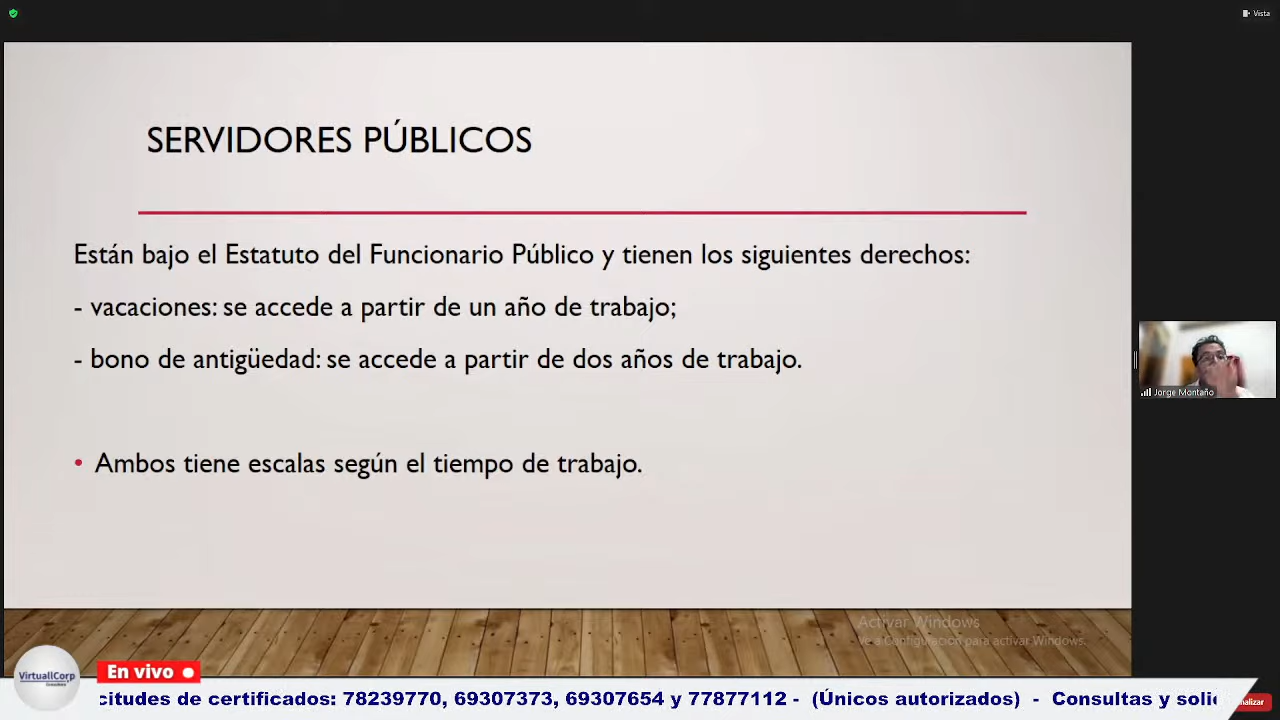 Vista
SERVIDORES PÚBLICOS
Están bajo el Estatuto del Funcionario Público y tienen los siguientes derechos:
- vacaciones: se accede a partir de un año de trabajo;
- bono de antigüedad: se accede a partir de dos años de trabajo.
• Ambos tiene escalas según el tiempo de trabajo.
Jorge Montaño
Activar Windows
Ve a Configuración para activar Windows.
VirtuallCorp
En vivo
citudes de certificados: 78239770, 69307373, 69307654 y 77877112 - (Únicos autorizados) - Consultas y solic
nalizar